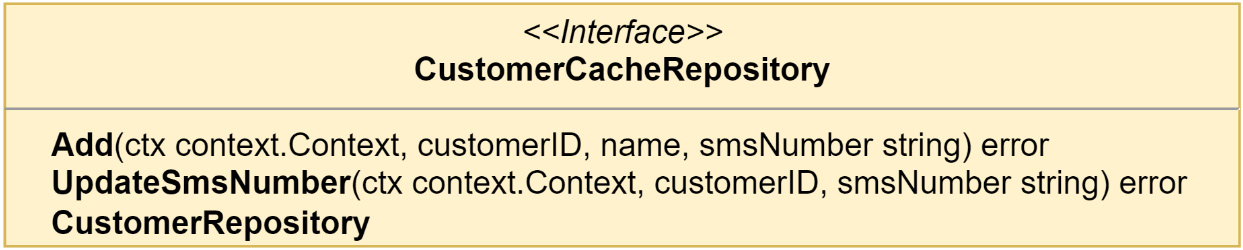 <<Interface>>
CustomerCacheRepository
Add(ctx context.Context, customerID, name, smsNumber string) error
UpdateSmsNumber(ctx context.Context, customerID, smsNumber string) error
CustomerRepository